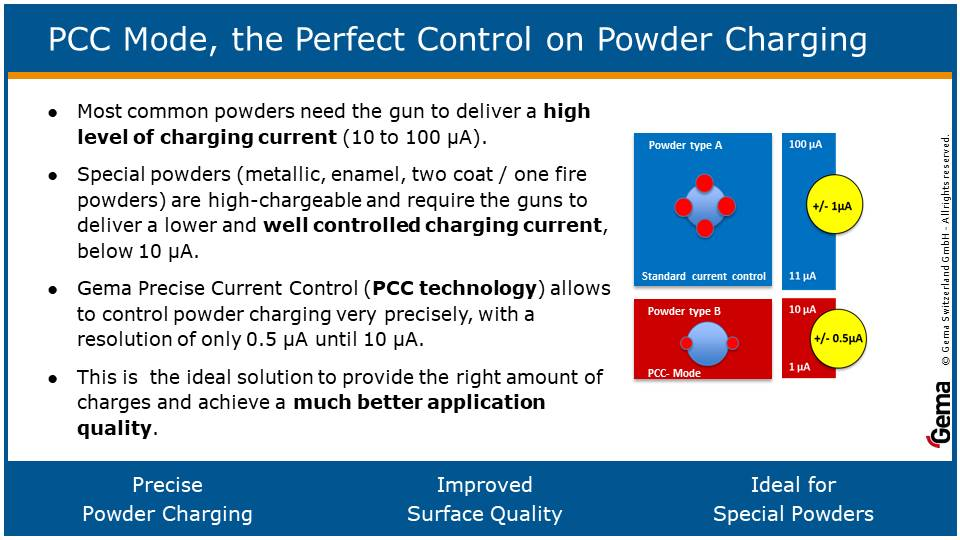 PCC Mode, the Perfect Control on Powder Charging
● Most common powders need the gun to deliver a high
level of charging current (10 to 100 µA).
● Special powders (metallic, enamel, two coat / one fire
powders) are high-chargeable and require the guns to
deliver a lower and well controlled charging current,
below 10 µA.
● Gema Precise Current Control (PCC technology) allows
to control powder charging very precisely, with a
resolution of only 0.5 µA until 10 µA.
● This is the ideal solution to provide the right amount of
charges and achieve a much better application
quality.
Powder type A
Standard current control
100 µA
+/- 1µA
11 µA
Powder type B
PCC- Mode
10 µA
+/- 0.5µA
1 µA
© Gema Switzerland GmbH - All rights reserved.
Gema
Precise
Powder Charging
Improved
Surface Quality
Ideal for
Special Powders